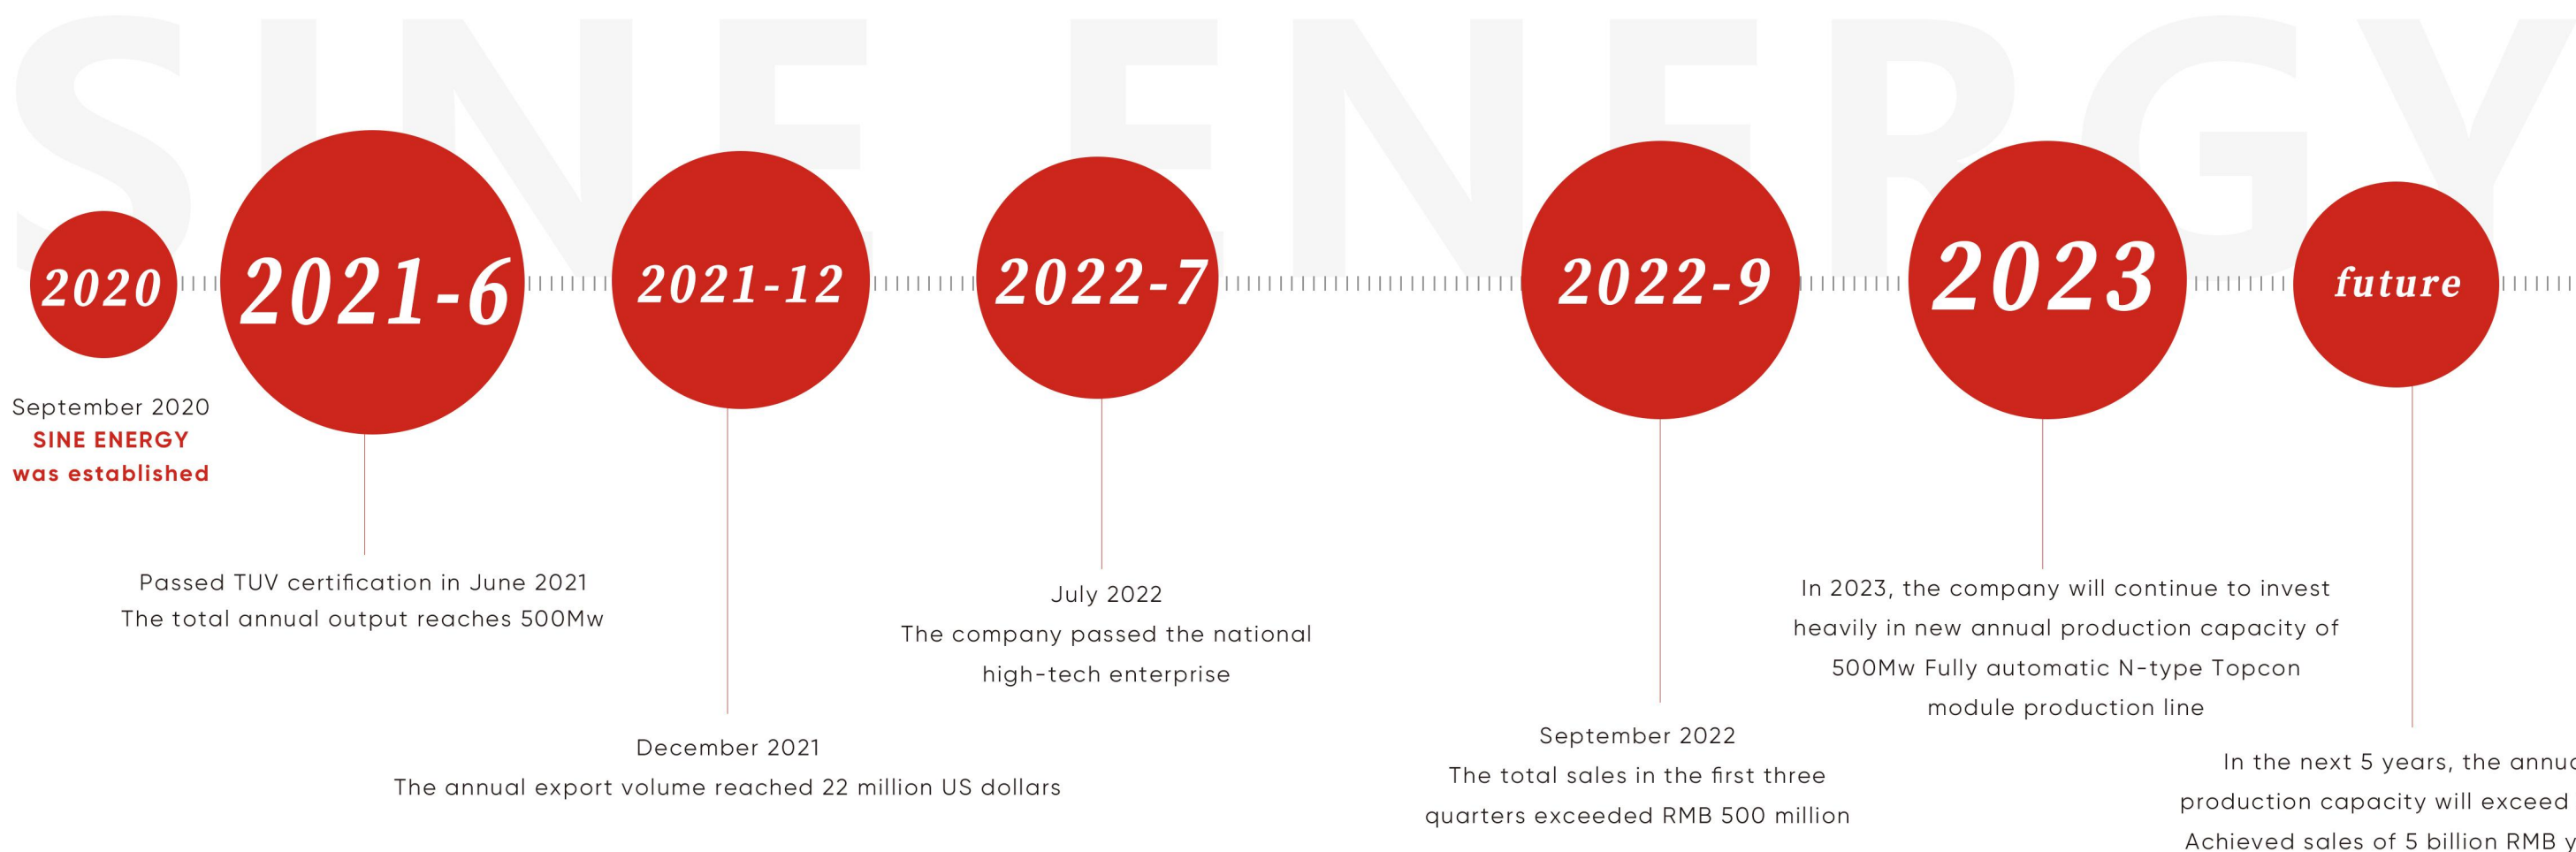 SINE ENERGY
2020
2021-6
2021-12
2022-7
2022-9
2023
future
September 2020
SINE ENERGY
was established
Passed TUV certification in June 2021
The total annual output reaches 500Mw
December 2021
The annual export volume reached 22 million US dollars
July 2022
The company passed the national
high-tech enterprise
September 2022
The total sales in the first three
quarters exceeded RMB 500 million
In 2023, the company will continue to invest
heavily in new annual production capacity of
500Mw Fully automatic N-type Topcon
module production line
In the next 5 years, the
production capacity will exceed
Achieved sales of 5 billion RMB